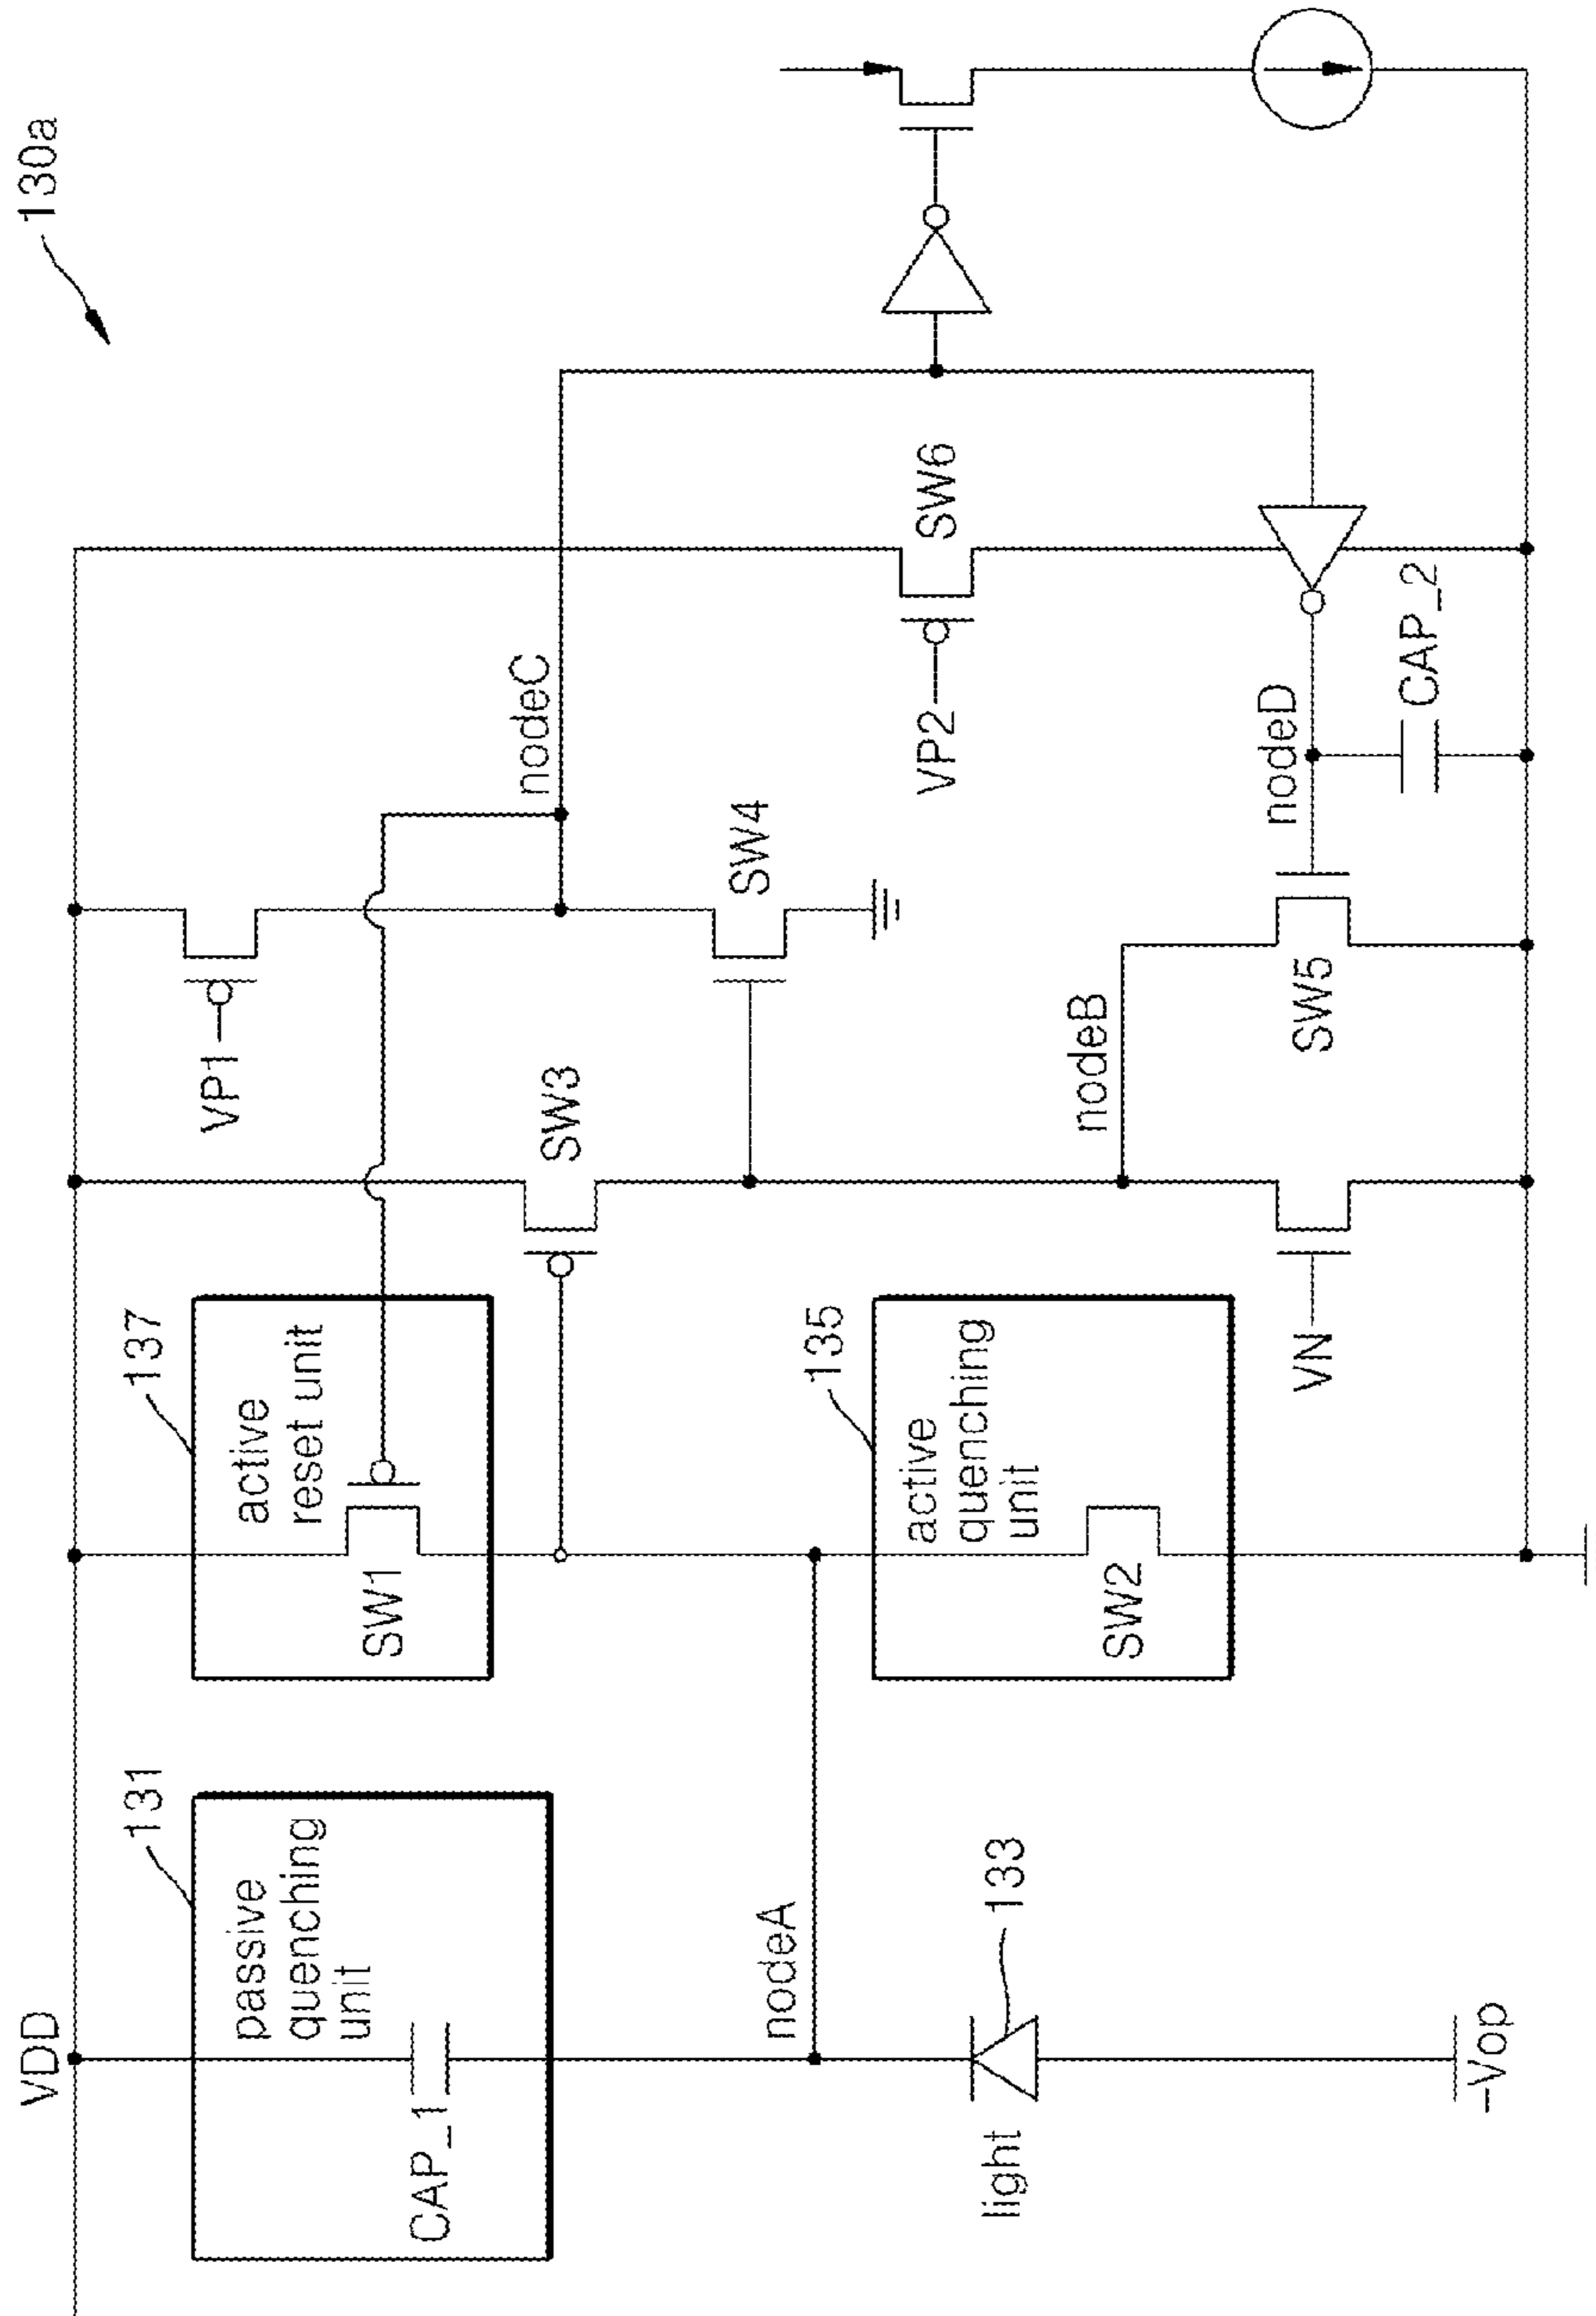 130a
VDD
131
passive
quenching
unit
CAP_1
137
active
reset unit
SW1
VP1
SW3
nodeC
SW4
SW6
VP2
nodeA
135
active
quenching
unit
SW2
nodeB
nodeD
light
133
VN
SW5
CAP_2
-Vop